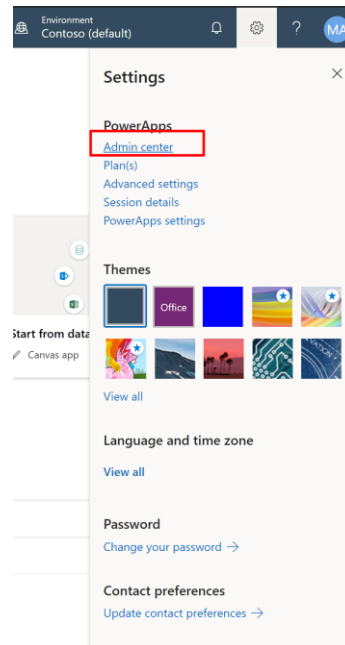 Environment
Contoso (default)
?
MA
Settings
PowerApps
Admin center
Plan(s)
Advanced settings
Session details
PowerApps settings
Themes
Office
Start from data
Canvas app
View all
Language and time zone
View all
Password
Change your password →
Contact preferences
Update contact preferences →